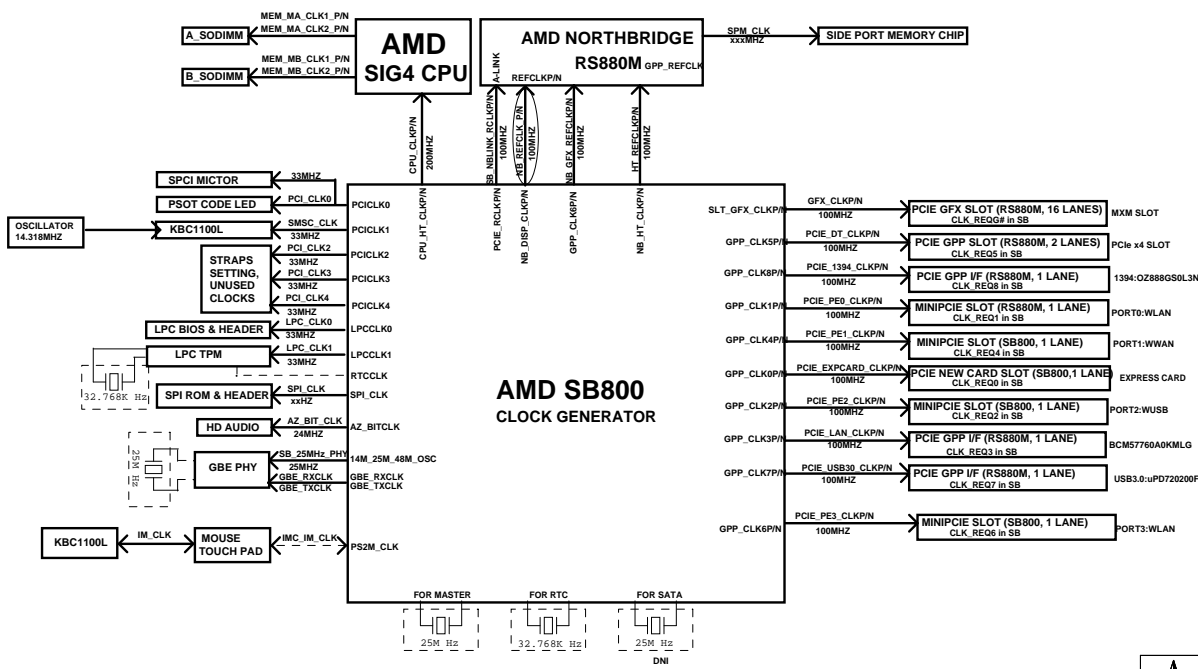 MEM_MA_CLK1_P/N
MEM_MA_CLK2_P/N
A_SODIMM
MEM_MB_CLK1_P/N
MEM_MB_CLK2_P/N
B_SODIMM
AMD
SIG4 CPU
AMD NORTHBRIDGE
RS880M
GPP_REFCLK
A-LINK
REFCLKP/N
SPM_CLK
xxxMHZ
SIDE PORT MEMORY CHIP
CPU_CLKP/N
200MHZ
SB_NBLINK_RCLKP/N
100MHZ
NB_REFCLK_P/N
100MHZ
NB_GFX_REFCLKP/N
100MHZ
HT_REFCLKP/N
100MHZ
CPU_HT_CLKP/N
PCIE_RCLKP/N
NB_DISP_CLKP/N
GPP_CLK6P/N
NB_HT_CLKP/N
SPCI MICTOR
33MHZ
PSOT CODE LED
PCI_CLK0
PCICLK0
OSCILLATOR
14.318MHZ
KBC1100L
SMSC_CLK
33MHZ
PCICLK1
STRAPS
SETTING,
UNUSED
CLOCKS
PCI_CLK2
33MHZ
PCICLK2
PCI_CLK3
33MHZ
PCICLK3
PCI_CLK4
33MHZ
PCICLK4
LPC BIOS & HEADER
LPC_CLK0
33MHZ
LPCCLK0
LPC TPM
LPC_CLK1
33MHZ
LPCCLK1
RTCCLK
32.768K Hz
SPI ROM & HEADER
SPI_CLK
xxHZ
SPI_CLK
HD AUDIO
AZ_BIT_CLK
24MHZ
AZ_BITCLK
25M Hz
GBE PHY
SB_25MHz_PHY
25MHZ
14M_25M_48M_OSC
GBE_RXCLK
GBE_RXCLK
GBE_TXCLK
GBE_TXCLK
KBC1100L
IM_CLK
MOUSE
TOUCH PAD
IMC_IM_CLK
PS2M_CLK
AMD SB800
CLOCK GENERATOR
SLT_GFX_CLKP/N
GFX_CLKP/N
100MHZ
PCIE GFX SLOT (RS880M, 16 LANES)
CLK_REQG# in SB
MXM SLOT
GPP_CLK5P/N
PCIE_DT_CLKP/N
100MHZ
PCIE GPP SLOT (RS880M, 2 LANES)
CLK_REQ5 in SB
PCIe x4 SLOT
GPP_CLK8P/N
PCIE_1394_CLKP/N
100MHZ
PCIE GPP I/F (RS880M, 1 LANE)
CLK_REQ8 in SB
1394:OZ888GS0L3N
GPP_CLK1P/N
PCIE_PE0_CLKP/N
100MHZ
MINIPCIE SLOT (RS880M, 1 LANE)
CLK_REQ1 in SB
PORT0:WLAN
GPP_CLK4P/N
PCIE_PE1_CLKP/N
100MHZ
MINIPCIE SLOT (SB800, 1 LANE)
CLK_REQ4 in SB
PORT1:WWAN
GPP_CLK0P/N
PCIE_EXPCARD_CLKP/N
100MHZ
PCIE NEW CARD SLOT (SB800,1 LANE)
CLK_REQ0 in SB
EXPRESS CARD
GPP_CLK2P/N
PCIE_PE2_CLKP/N
100MHZ
MINIPCIE SLOT (SB800, 1 LANE)
CLK_REQ2 in SB
PORT2:WUSB
GPP_CLK3P/N
PCIE_LAN_CLKP/N
100MHZ
PCIE GPP I/F (RS880M, 1 LANE)
CLK_REQ3 in SB
BCM57760A0KMLG
GPP_CLK7P/N
PCIE_USB30_CLKP/N
100MHZ
PCIE GPP I/F (RS880M, 1 LANE)
CLK_REQ7 in SB
USB3.0:uPD720200F
GPP_CLK6P/N
PCIE_PE3_CLKP/N
100MHZ
MINIPCIE SLOT (SB800, 1 LANE)
CLK_REQ6 in SB
PORT3:WLAN
FOR MASTER
FOR RTC
FOR SATA
25M Hz
32.768K Hz
25M Hz
DNI